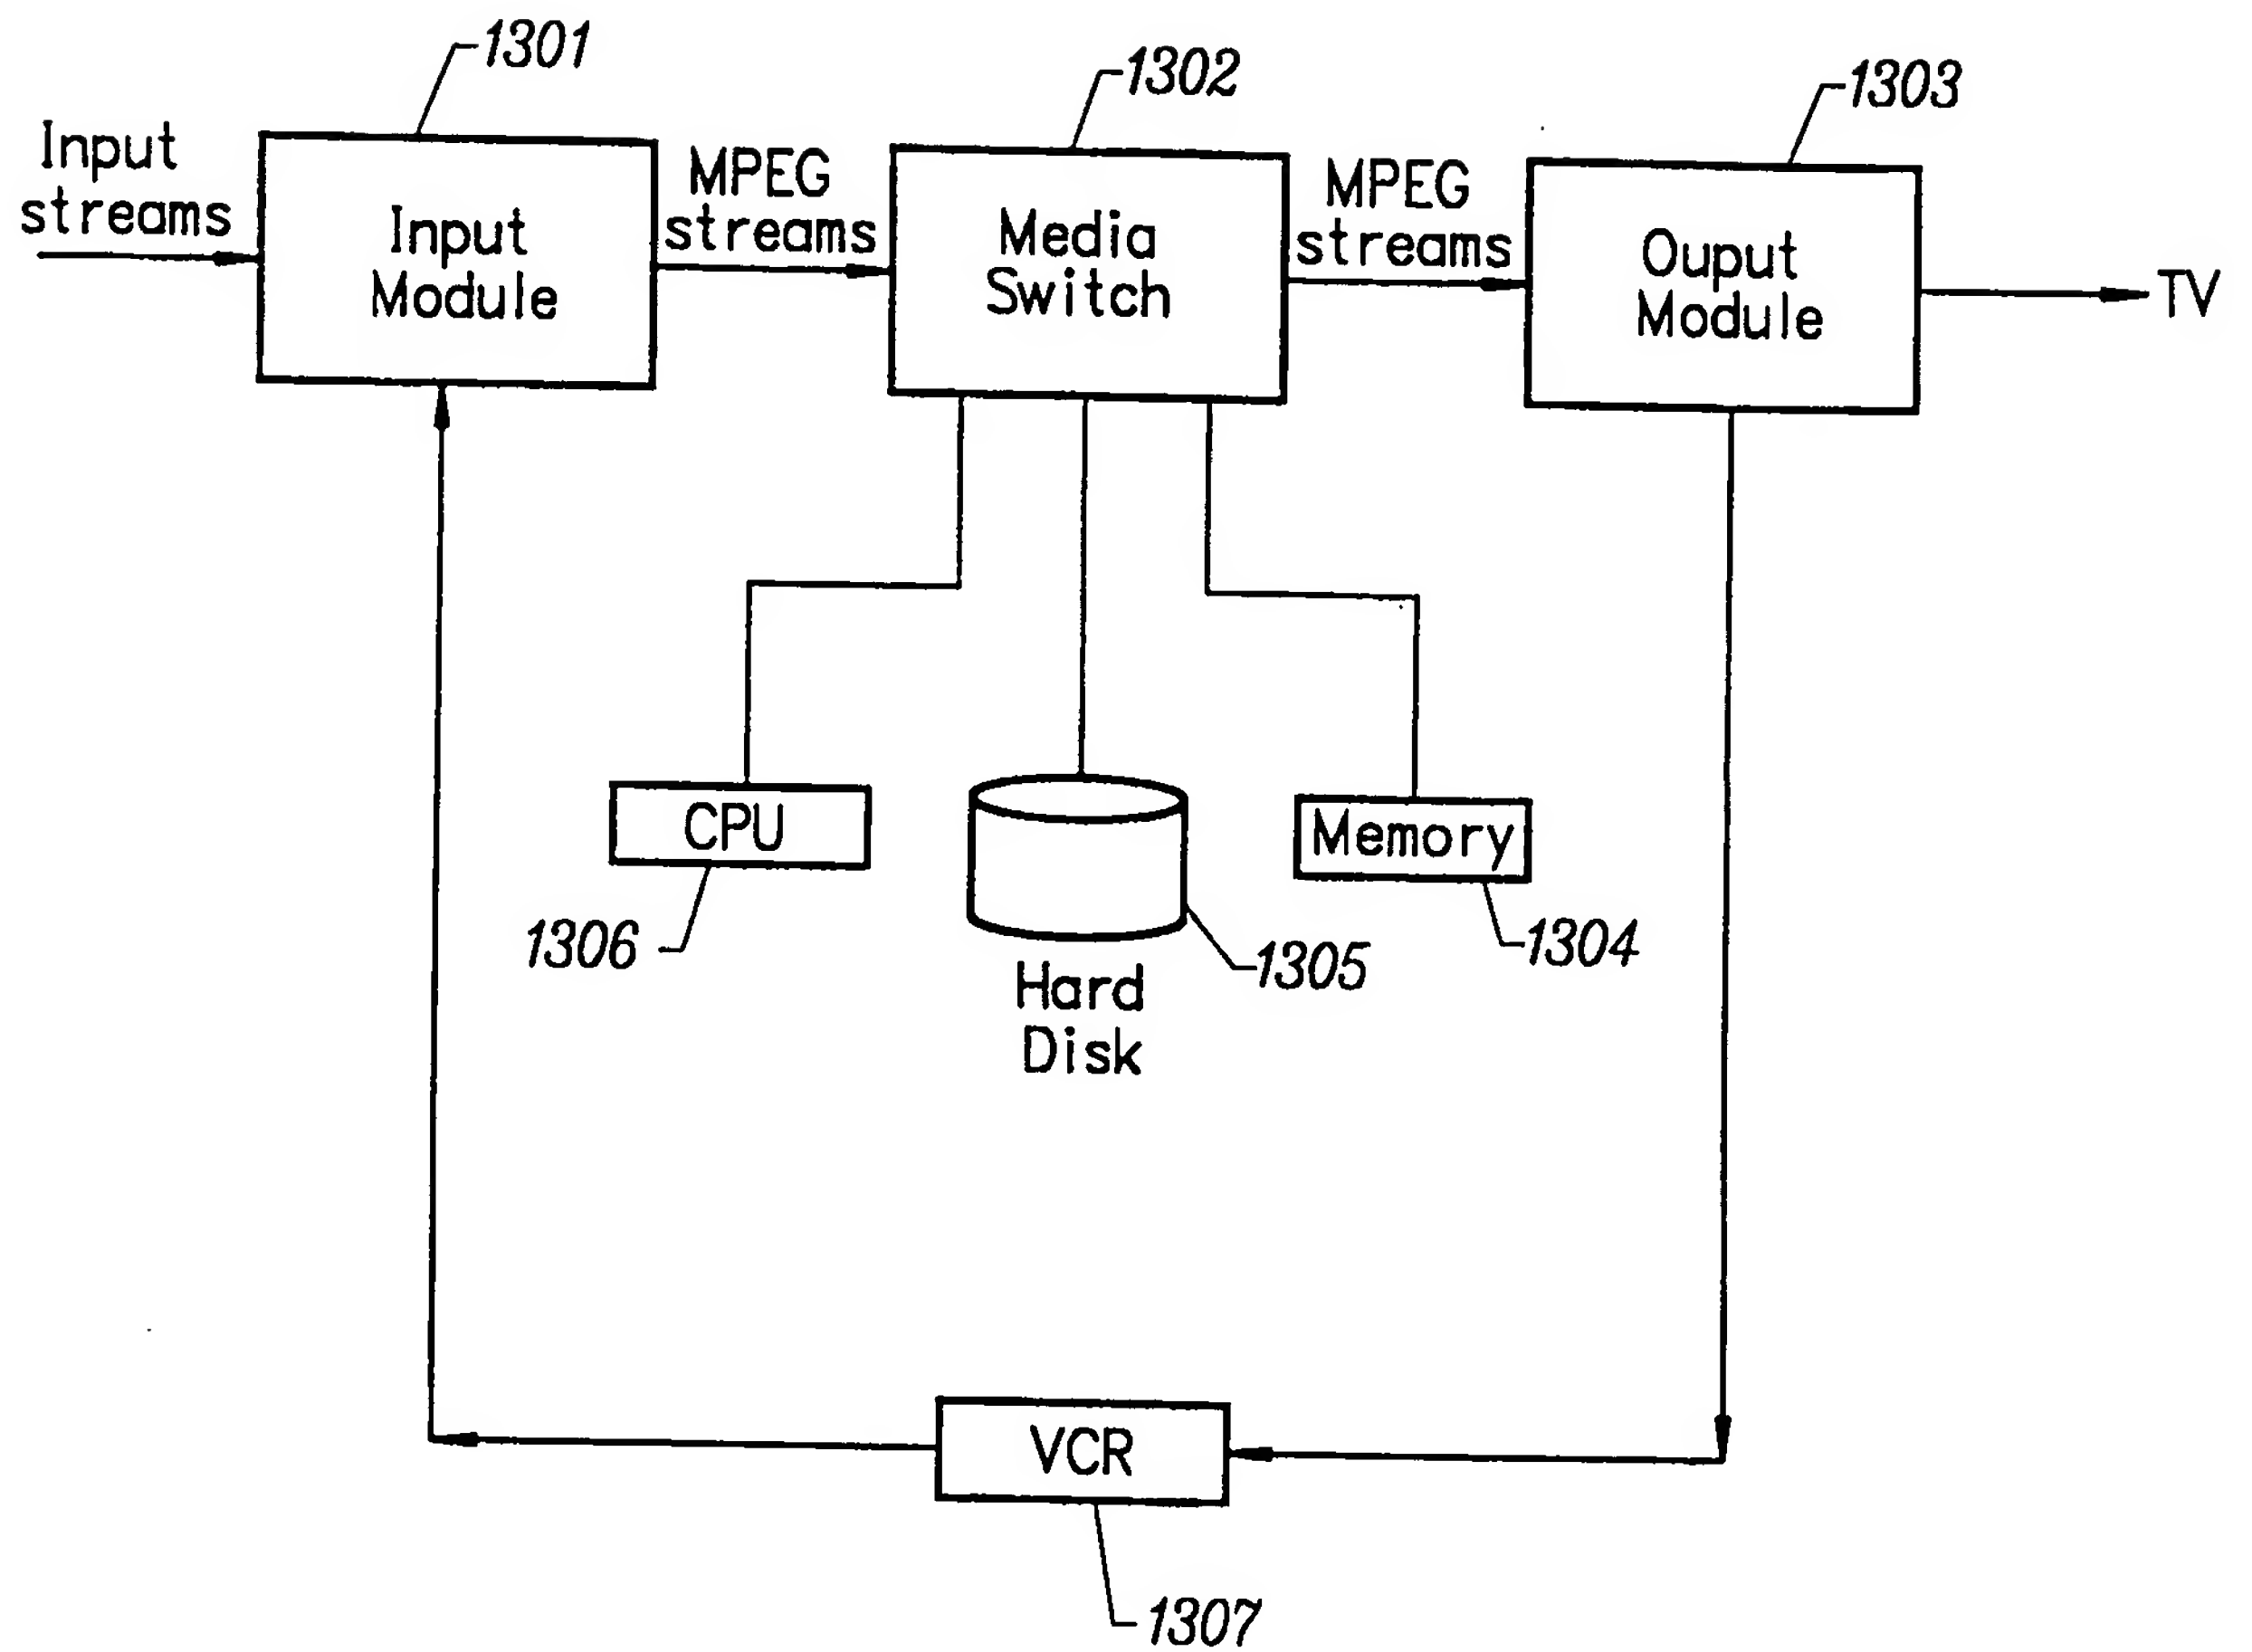 1301
1302
1303
Input
streams
Input
Module
MPEG
streams
Media
Switch
MPEG
streams
Ouput
Module
TV
CPU
Memory
1306
1305
1304
Hard
Disk
VCR
1307